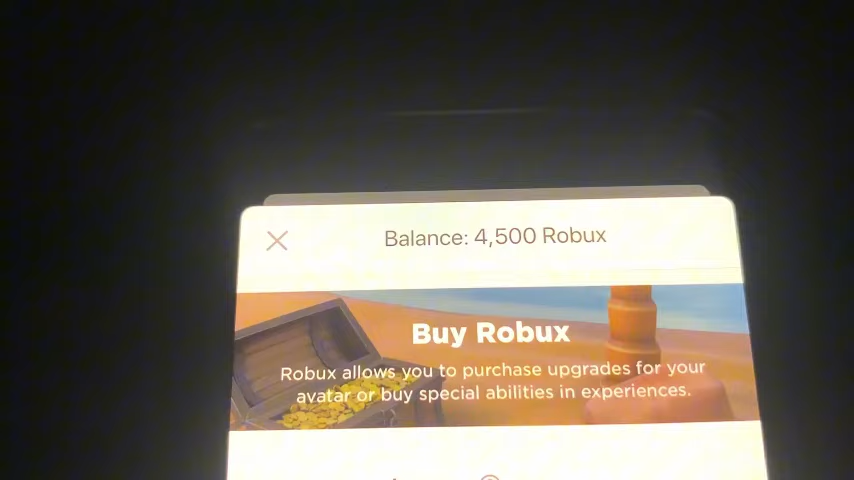 Balance: 4,500 Robux
Buy Robux
Robux allows you to purchase upgrades for your
avatar or buy special abilities in experiences.